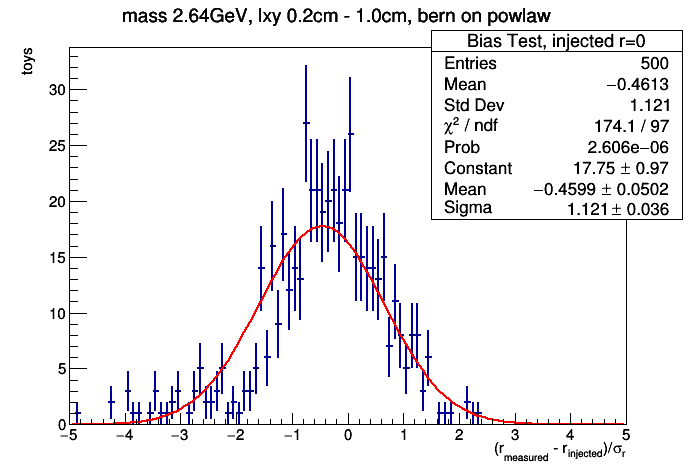 mass 2.64GeV, lxy 0.2cm - 1.0cm, bern on powlaw
Bias Test, injected r=0
Entries 500
Mean −0.4613
Std Dev 1.121
χ² / ndf 174.1 / 97
Prob 2.606e−06
Constant 17.75 ± 0.97
Mean −0.4599 ± 0.0502
Sigma 1.121 ± 0.036
toys
30
25
20
15
10
5
0
−5 −4 −3 −2 −1 0 1 2 3 4 5
(r_measured - r_injected)/σ_r